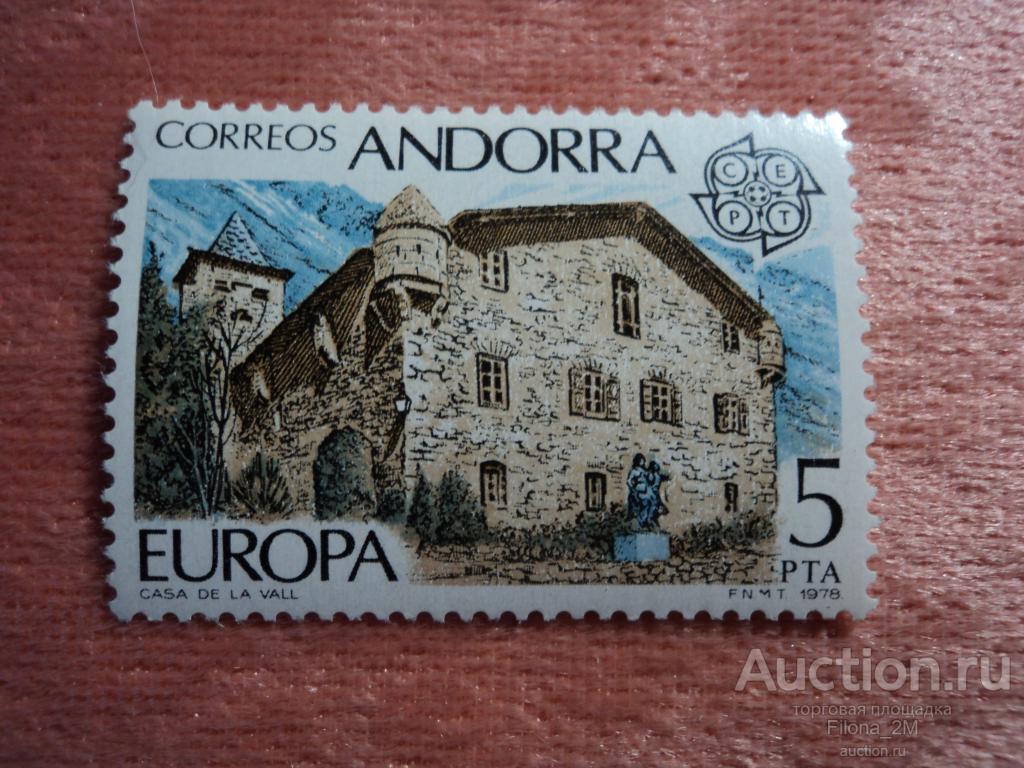 CORREOS ANDORRA
C E
P T
5
PTA
EUROPA
CASA DE LA VALL
F.N.M.T. 1978.
Auction.ru
торговая площадка
Filona_2M
auction.ru